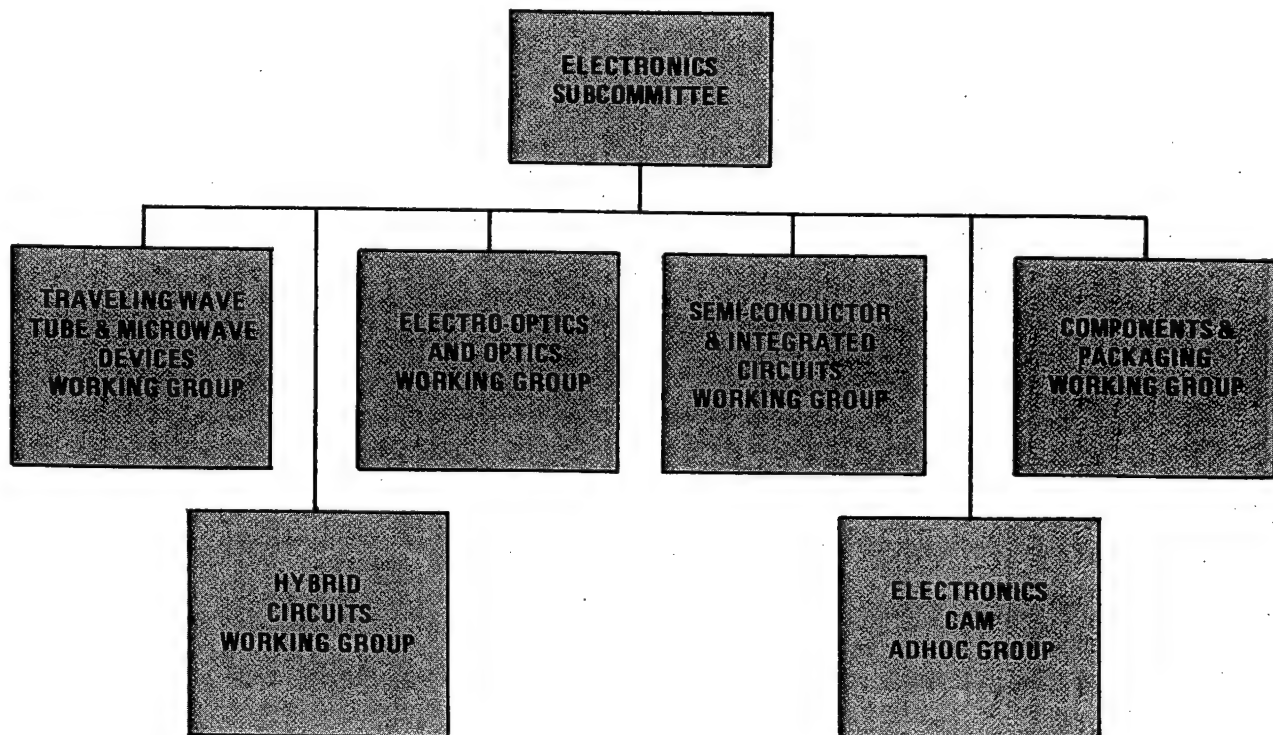 ELECTRONICS
SUBCOMMITTEE
TRAVELING WAVE
TUBE & MICROWAVE
DEVICES
WORKING GROUP
ELECTRO-OPTICS
AND OPTICS
WORKING GROUP
SEMI-CONDUCTOR
& INTEGRATED
CIRCUITS
WORKING GROUP
COMPONENTS &
PACKAGING
WORKING GROUP
HYBRID
CIRCUITS
WORKING GROUP
ELECTRONICS
CAM
ADHOC GROUP